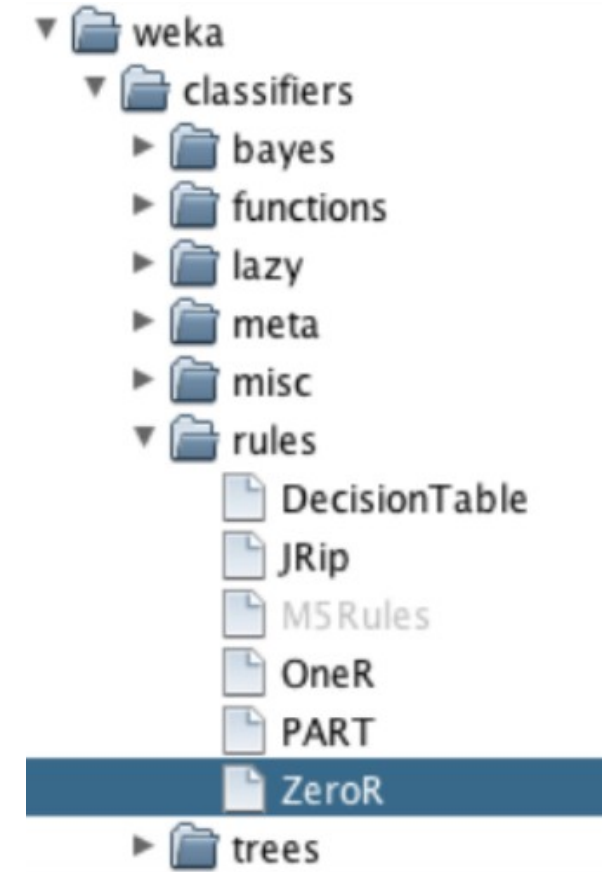 weka
classifiers
bayes
functions
lazy
meta
misc
rules
DecisionTable
JRip
M5Rules
OneR
PART
ZeroR
trees